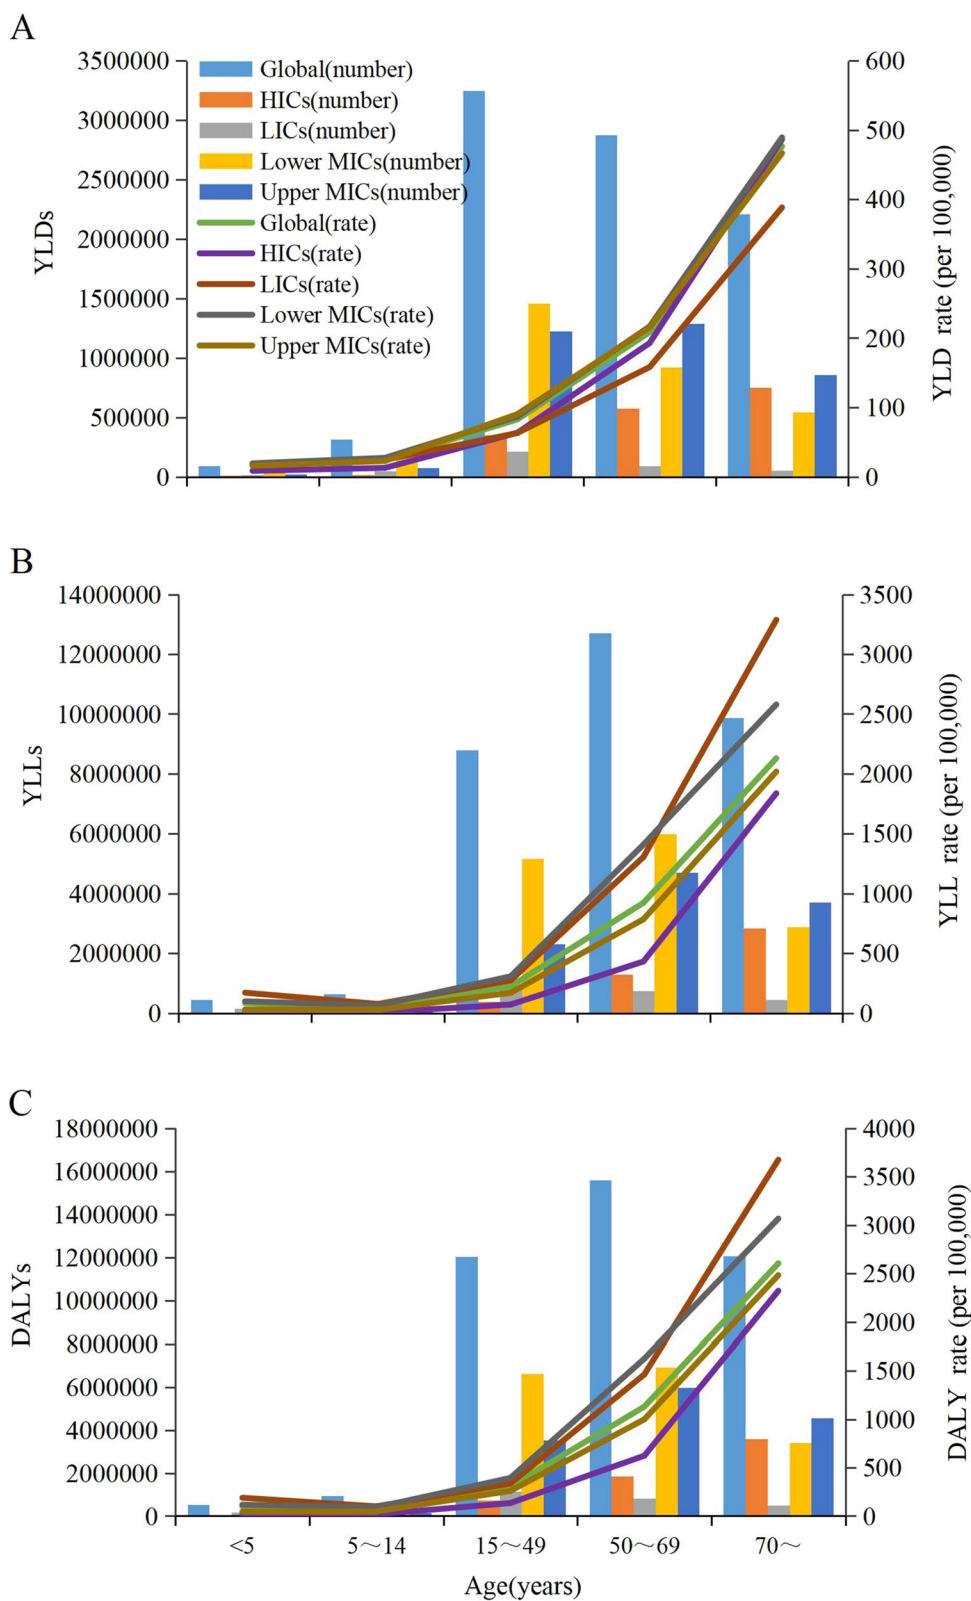 A
3500000
3000000
2500000
2000000
1500000
1000000
500000
0
YLDs
Global(number)
HICs(number)
LICs(number)
Lower MICs(number)
Upper MICs(number)
Global(rate)
HICs(rate)
LICs(rate)
Lower MICs(rate)
Upper MICs(rate)
600
500
400
300
200
100
0
YLD rate (per 100,000)
B
14000000
12000000
10000000
8000000
6000000
4000000
2000000
0
YLLs
3500
3000
2500
2000
1500
1000
500
0
YLL rate (per 100,000)
C
18000000
16000000
14000000
12000000
10000000
8000000
6000000
4000000
2000000
0
DALYs
4000
3500
3000
2500
2000
1500
1000
500
0
DALY rate (per 100,000)
<5 5～14 15～49 50～69 70～
Age(years)